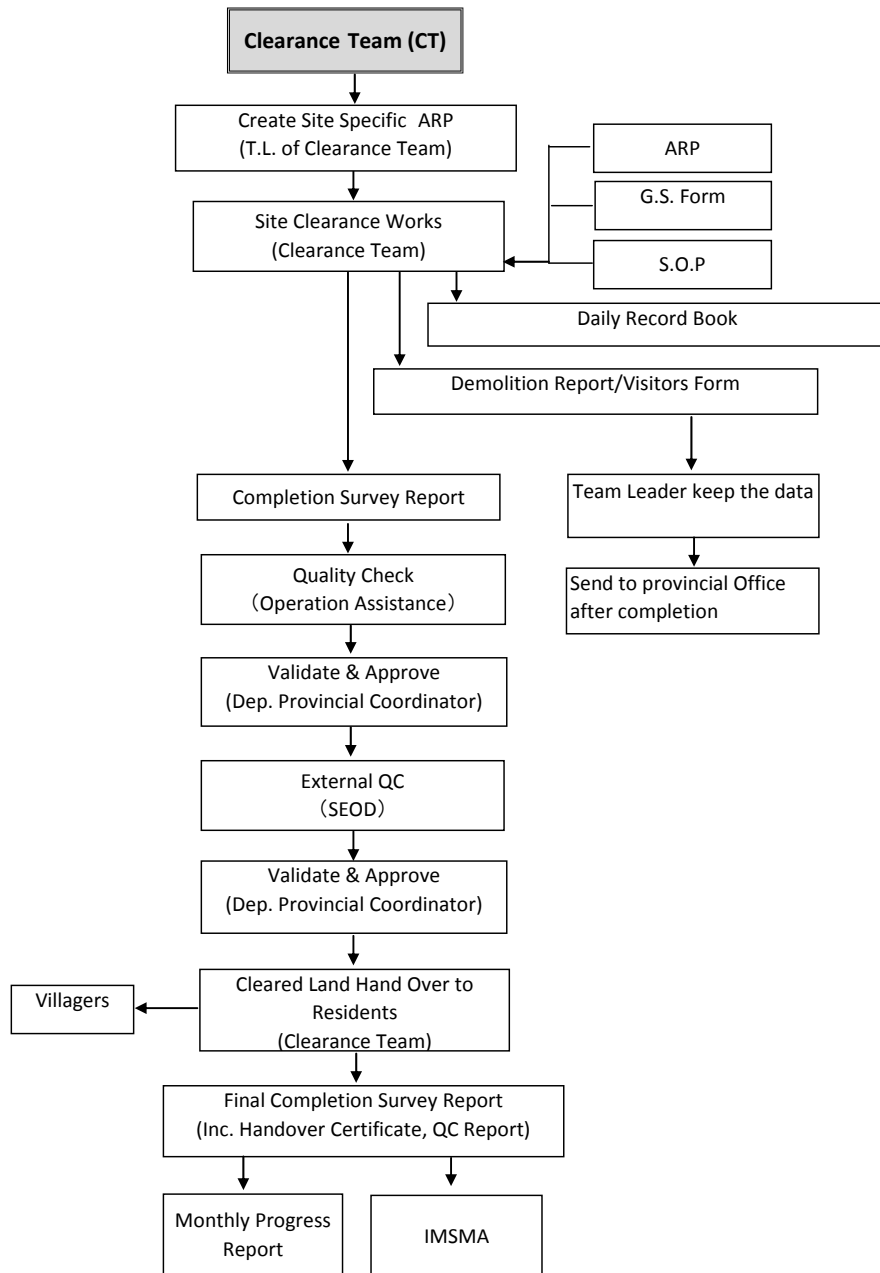 Clearance Team (CT)
Create Site Specific ARP
(T.L. of Clearance Team)
ARP
G.S. Form
Site Clearance Works
(Clearance Team)
S.O.P
Daily Record Book
Demolition Report/Visitors Form
Completion Survey Report
Team Leader keep the data
Quality Check
（Operation Assistance）
Send to provincial Office
after completion
Validate & Approve
(Dep. Provincial Coordinator)
External QC
（SEOD）
Validate & Approve
(Dep. Provincial Coordinator)
Villagers
Cleared Land Hand Over to
Residents
(Clearance Team)
Final Completion Survey Report
(Inc. Handover Certificate, QC Report)
Monthly Progress
Report
IMSMA